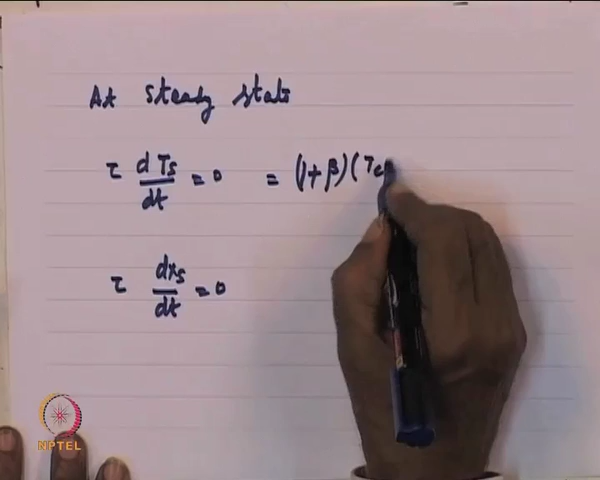 At steady state
τ dTs/dt = 0 = (1+β)(Tc
τ dxs/dt = 0
NPTEL